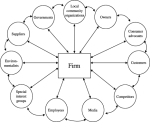 Local
community
organizations
Owners
Consumer
advocates
Customers
Competitors
Media
Employees
Special
interest
groups
Environ-
mentalists
Suppliers
Governments
Firm